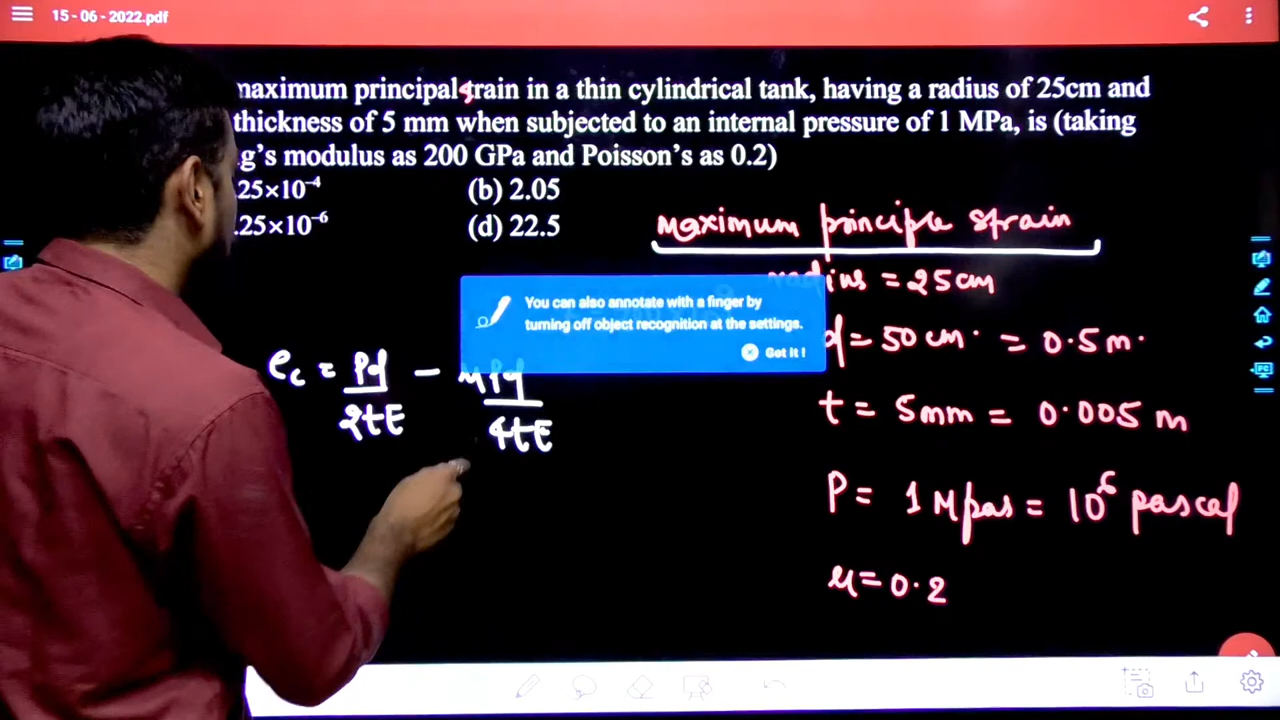 15 - 06 - 2022.pdf
maximum principal strain in a thin cylindrical tank, having a radius of 25cm and
thickness of 5 mm when subjected to an internal pressure of 1 MPa, is (taking
g's modulus as 200 GPa and Poisson's as 0.2)
.25×10⁻⁴ (b) 2.05
.25×10⁻⁶ (d) 22.5
Maximum principle strain
radius = 25cm
You can also annotate with a finger by
turning off object recognition at the settings.
Got it !
d = 50 cm. = 0.5 m.
e_c = Pd/2tE - μPd/4tE
t = 5mm = 0.005 m
P = 1 Mpas = 10⁶ pascal
μ = 0.2
PC